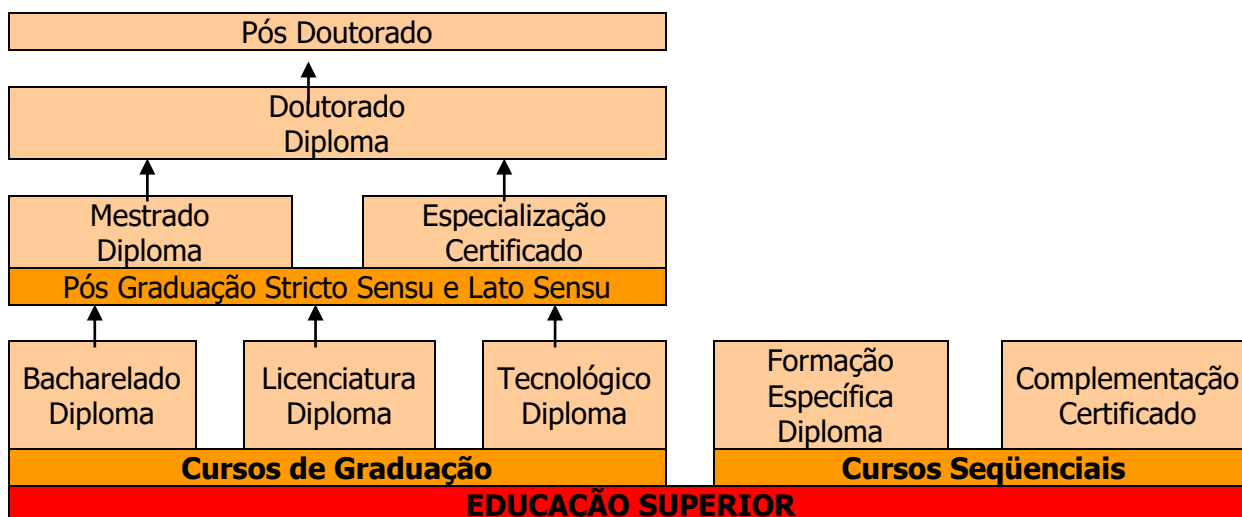 Pós Doutorado
Doutorado
Diploma
Mestrado
Diploma
Especialização
Certificado
Pós Graduação Stricto Sensu e Lato Sensu
Bacharelado
Diploma
Licenciatura
Diploma
Tecnológico
Diploma
Formação
Específica
Diploma
Complementação
Certificado
Cursos de Graduação
Cursos Seqüenciais
EDUCAÇÃO SUPERIOR